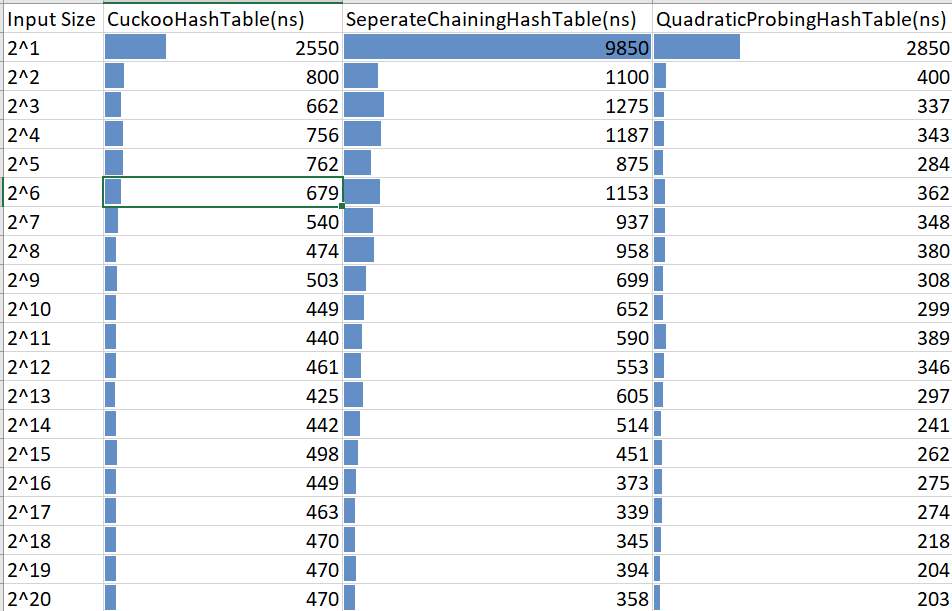 Input Size CuckooHashTable(ns) SeperateChainingHashTable(ns) QuadraticProbingHashTable(ns)
2^1 2550 9850 2850
2^2 800 1100 400
2^3 662 1275 337
2^4 756 1187 343
2^5 762 875 284
2^6 679 1153 362
2^7 540 937 348
2^8 474 958 380
2^9 503 699 308
2^10 449 652 299
2^11 440 590 389
2^12 461 553 346
2^13 425 605 297
2^14 442 514 241
2^15 498 451 262
2^16 449 373 275
2^17 463 339 274
2^18 470 345 218
2^19 470 394 204
2^20 470 358 203